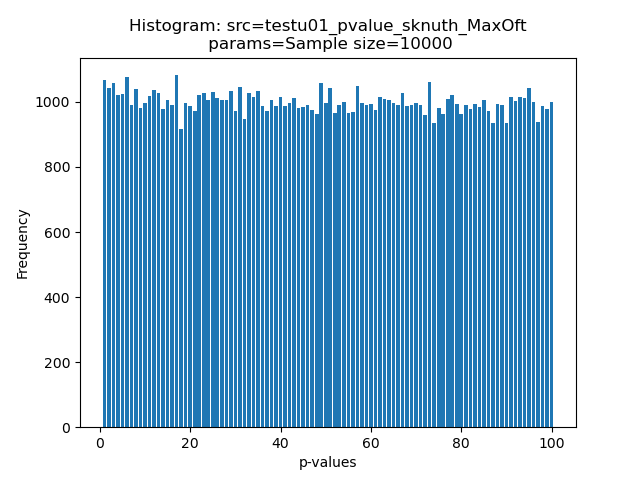 Histogram: src=testu01_pvalue_sknuth_MaxOft
params=Sample size=10000
Frequency
1000
800
600
400
200
0
0 20 40 60 80 100
p-values